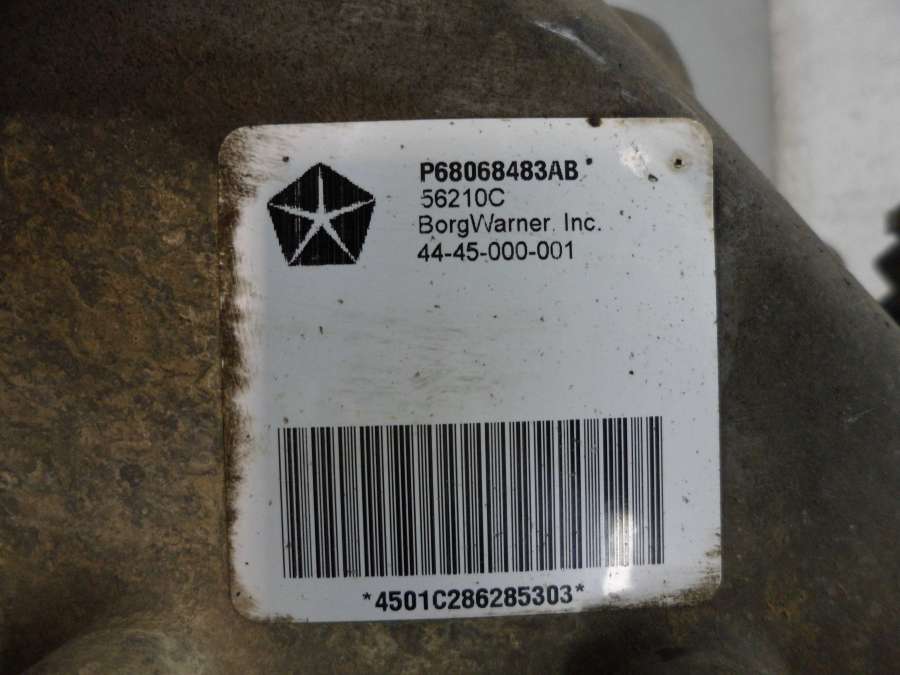 P68068483AB
56210C
BorgWarner, Inc.
44-45-000-001
*4501C286285303*